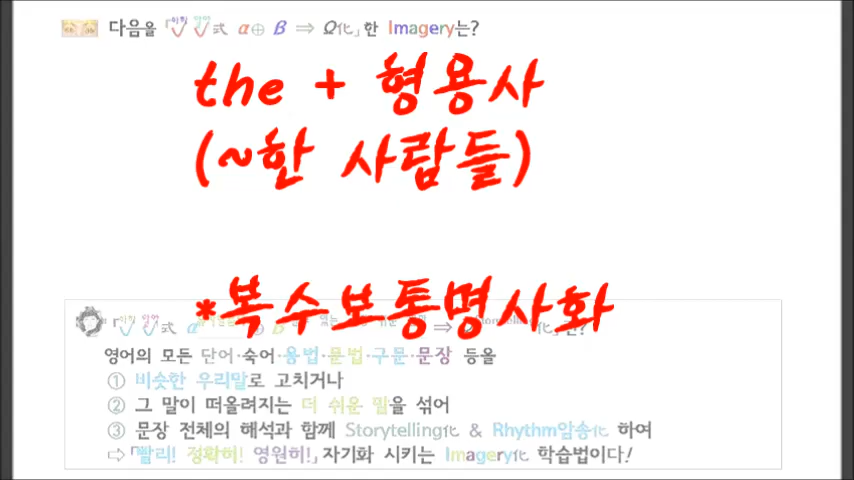 다음을 「이뤄 영어 式 α⊕ B ⇒ Ω化」한 Imagery는?
the + 형용사
(~한 사람들)
*복수보통명사화
영어의 모든 단어·숙어·용법·문법·구문·문장 등을
① 비슷한 우리말로 고치거나
② 그 말이 떠올려지는 더 쉬운 말을 섞어
③ 문장 전체의 해석과 함께 Storytelling化 & Rhythm암송化 하여
⇨「빨리! 정확히! 영원히!」자기화 시키는 Imagery化 학습법이다!